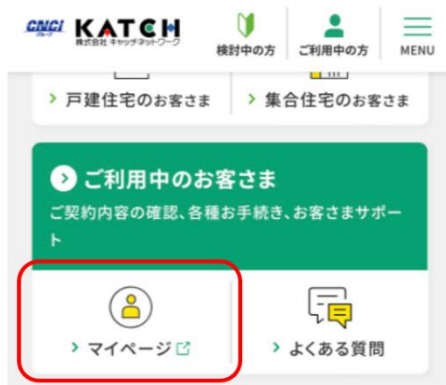 CNCI
グループ
KATCH
株式会社 キャッチネットワーク
検討中の方
ご利用中の方
MENU
戸建住宅のお客さま
集合住宅のお客さま
ご利用中のお客さま
ご契約内容の確認、各種お手続き、お客さまサポー
ト
マイページ
よくある質問